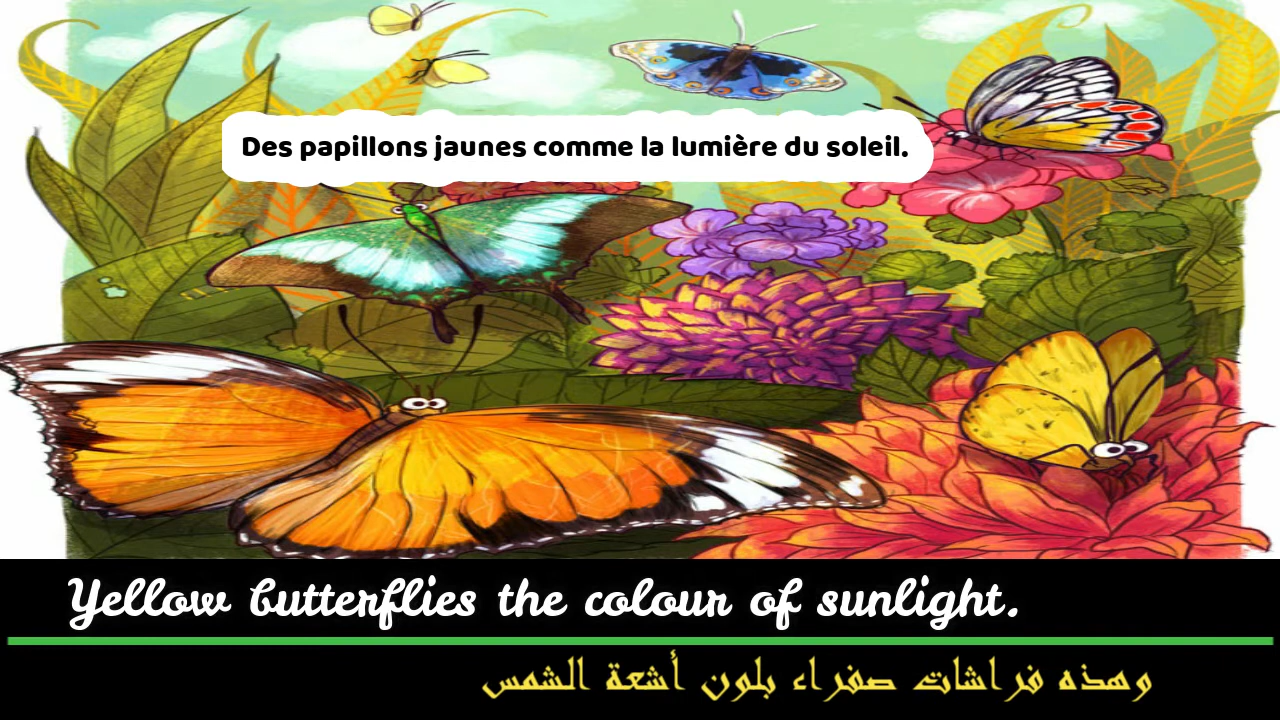 Des papillons jaunes comme la lumière du soleil.
Yellow butterflies the colour of sunlight.
وهذه فراشات صفراء بلون أشعة الشمس